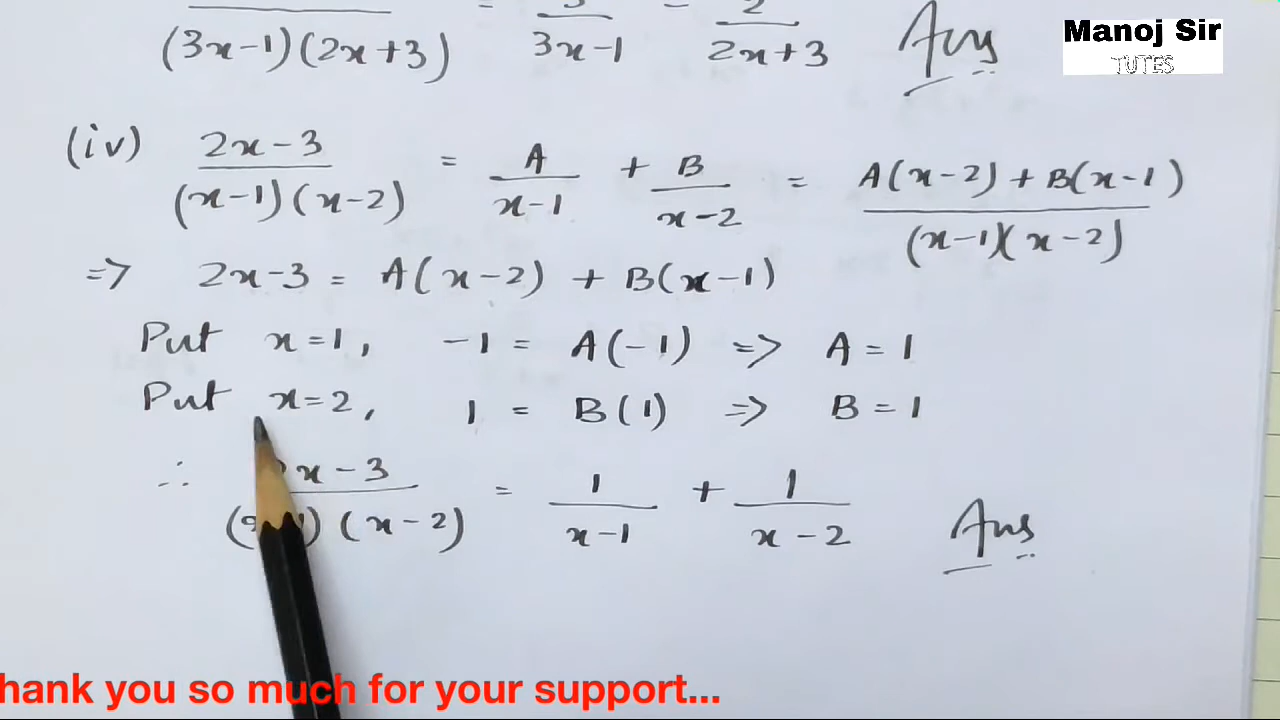 Manoj Sir
TUTES
(3x-1)(2x+3) 3x-1 2x+3 Ans
(iv) 2x-3 / (x-1)(x-2) = A / x-1 + B / x-2 = A(x-2) + B(x-1) / (x-1)(x-2)
=> 2x-3 = A(x-2) + B(x-1)
Put x=1, -1 = A(-1) => A = 1
Put x=2, 1 = B(1) => B = 1
∴ x-3 / (x-2) = 1 / x-1 + 1 / x-2 Ans
hank you so much for your support...